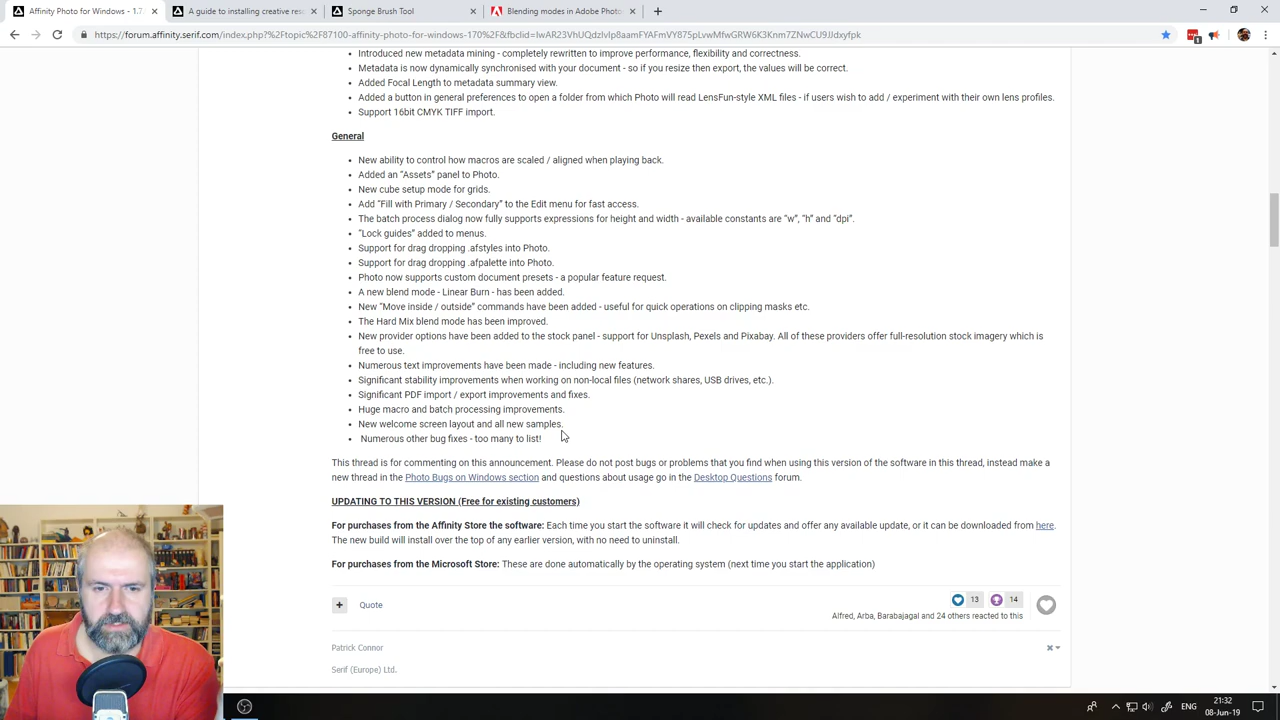 Affinity Photo for Windows - 1.7.
A guide to installing creative res
Sponge Brush Tool
Blending modes in Adobe Photo
https://forum.affinity.serif.com/index.php?%2Ftopic%2F87100-affinity-photo-for-windows-170%2F&fbclid=
Introduced new metadata mining - completely rewritten to improve performance, flexibility and correctness.
Metadata is now dynamically synchronised with your document - so if you resize then export, the values will be correct.
Added Focal Length to metadata summary view.
Added a button in general preferences to open a folder from which Photo will read LensFun-style XML files - if users wish to add / experiment with their own lens profiles.
Support 16bit CMYK TIFF import.
General
New ability to control how macros are scaled / aligned when playing back.
Added an “Assets” panel to Photo.
New cube setup mode for grids.
Add “Fill with Primary / Secondary” to the Edit menu for fast access.
The batch process dialog now fully supports expressions for height and width - available constants are “w”, “h” and “dpi”.
“Lock guides” added to menus.
Support for drag dropping .afstyles into Photo.
Support for drag dropping .afpalette into Photo.
Photo now supports custom document presets - a popular feature request.
A new blend mode - Linear Burn - has been added.
New “Move inside / outside” commands have been added - useful for quick operations on clipping masks etc.
The Hard Mix blend mode has been improved.
New provider options have been added to the stock panel - support for Unsplash, Pexels and Pixabay. All of these providers offer full-resolution stock imagery which is
free to use.
Numerous text improvements have been made - including new features.
Significant stability improvements when working on non-local files (network shares, USB drives, etc.).
Significant PDF import / export improvements and fixes.
Huge macro and batch processing improvements.
New welcome screen layout and all new samples.
Numerous other bug fixes - too many to list!
This thread is for commenting on this announcement. Please do not post bugs or problems that you find when using this version of the software in this thread, instead make a
new thread in the Photo Bugs on Windows section and questions about usage go in the Desktop Questions forum.
UPDATING TO THIS VERSION (Free for existing customers)
For purchases from the Affinity Store the software: Each time you start the software it will check for updates and offer any available update, or it can be downloaded from here.
The new build will install over the top of any earlier version, with no need to uninstall.
For purchases from the Microsoft Store: These are done automatically by the operating system (next time you start the application)
13
14
Quote
Alfred, Arba, Barabajagal and 24 others reacted to this
Patrick Connor
Serif (Europe) Ltd.
ENG
21:32
08-Jun-19